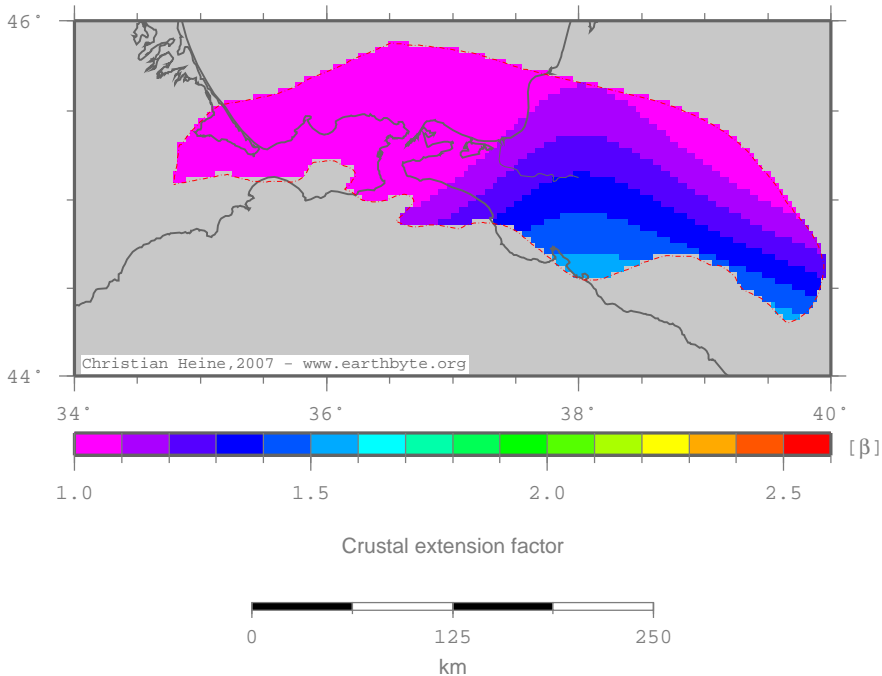 46°
44°
Christian Heine,2007 - www.earthbyte.org
34° 36° 38° 40°
[β]
1.0 1.5 2.0 2.5
Crustal extension factor
0 125 250
km